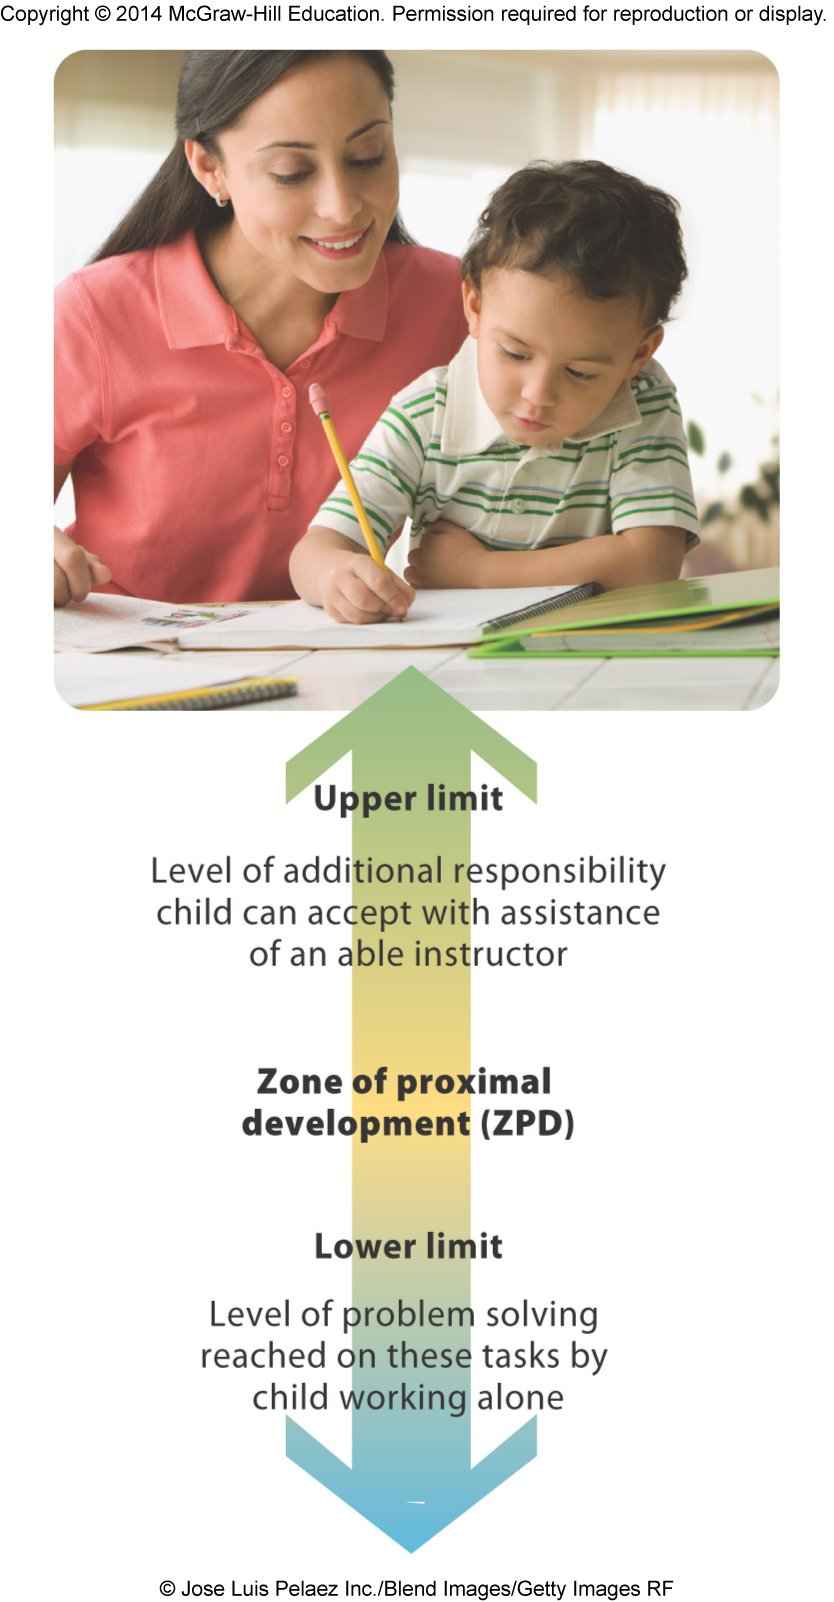 Copyright © 2014 McGraw-Hill Education. Permission required for reproduction or display.
Upper limit
Level of additional responsibility
child can accept with assistance
of an able instructor
Zone of proximal
development (ZPD)
Lower limit
Level of problem solving
reached on these tasks by
child working alone
© Jose Luis Pelaez Inc./Blend Images/Getty Images RF